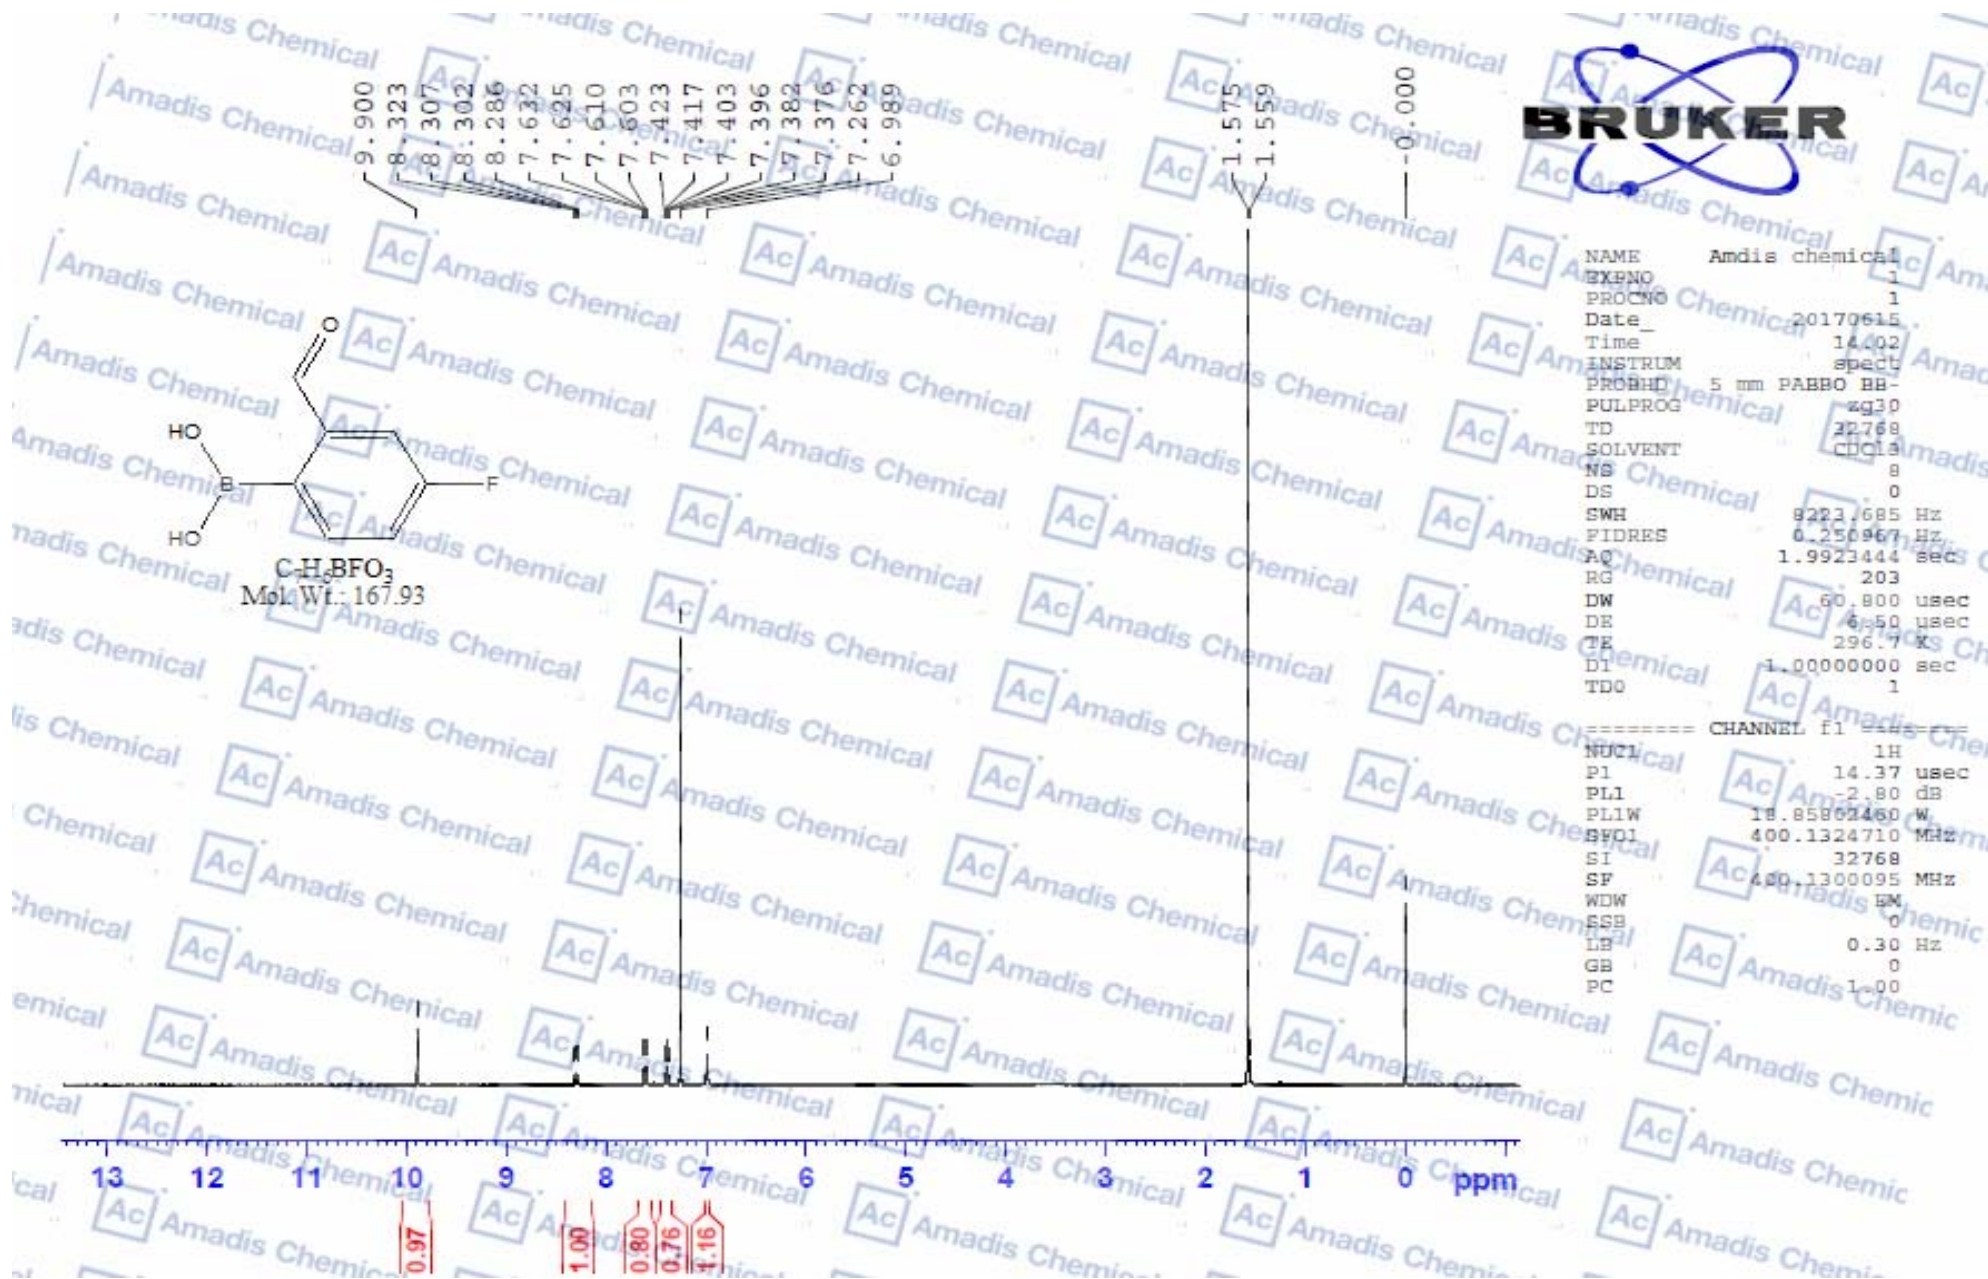 9.900
8.323
8.307
8.302
8.286
7.632
7.625
7.610
7.603
7.423
7.417
7.403
7.396
7.382
7.376
7.262
6.989
1.575
1.559
-0.000
BRUKER
NAME Amdis chemical
EXPNO 1
PROCNO 1
Date_ 20170615
Time 14.02
INSTRUM spect
PROBHD 5 mm PABBO BB-
PULPROG zg30
TD 32768
SOLVENT CDCl3
NS 8
DS 0
SWH 8223.685 Hz
FIDRES 0.250967 Hz
AQ 1.9923444 sec
RG 203
DW 60.800 usec
DE 6.50 usec
TE 296.7 K
D1 1.00000000 sec
TD0 1
======== CHANNEL f1 ========
NUC1 1H
P1 14.37 usec
PL1 -2.80 dB
PL1W 18.85802460 W
SFO1 400.1324710 MHz
SI 32768
SF 400.1300095 MHz
WDW EM
SSB 0
LB 0.30 Hz
GB 0
PC 1.00
O
HO
B
F
HO
C₇H₆BFO₃
Mol. Wt.: 167.93
13 12 11 10 9 8 7 6 5 4 3 2 1 0 ppm
0.97
1.00
0.80
0.76
1.16
Ac Amadis Chemical